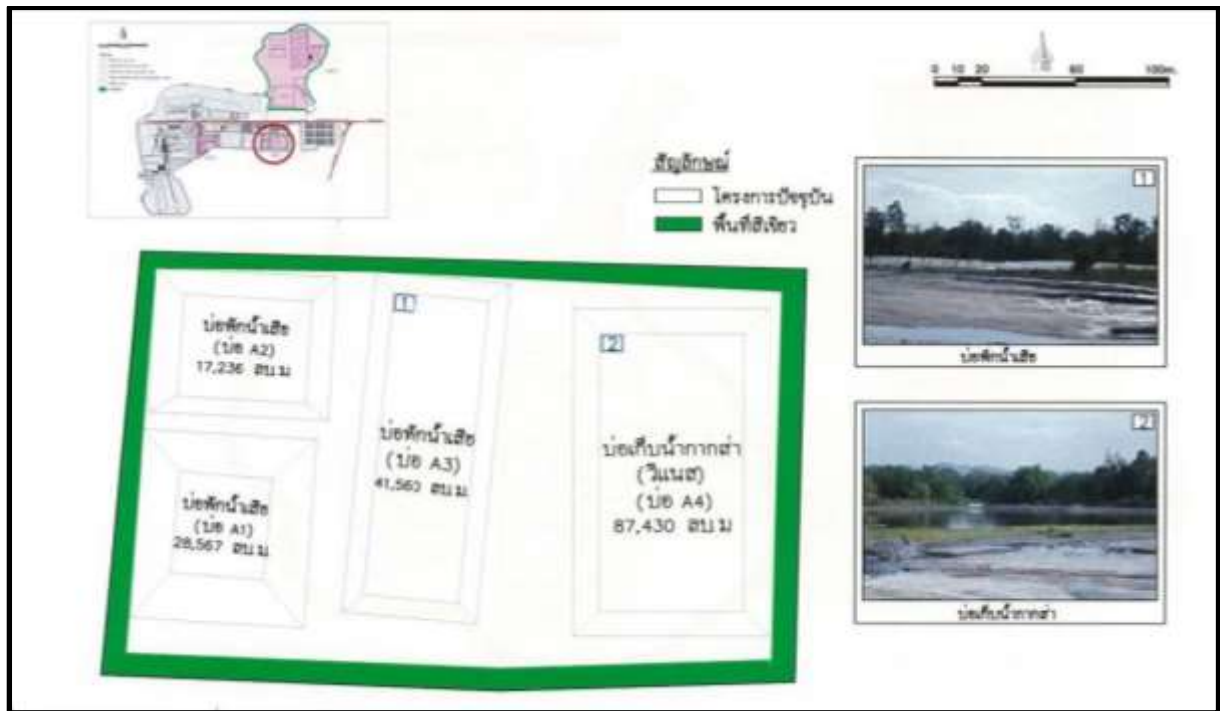 0 10 20 60 100m.
สัญลักษณ์
โครงการปัจจุบัน
พื้นที่สีเขียว
1
บ่อพักน้ำเสีย
2
บ่อเก็บน้ำกากส่า
บ่อพักน้ำเสีย
(บ่อ A2)
17,236 ลบ.ม
บ่อพักน้ำเสีย
(บ่อ A1)
28,567 ลบ.ม
1
บ่อพักน้ำเสีย
(บ่อ A3)
41,563 ลบ.ม.
2
บ่อเก็บน้ำกากส่า
(วีแนส)
(บ่อ A4)
87,430 ลบ.ม